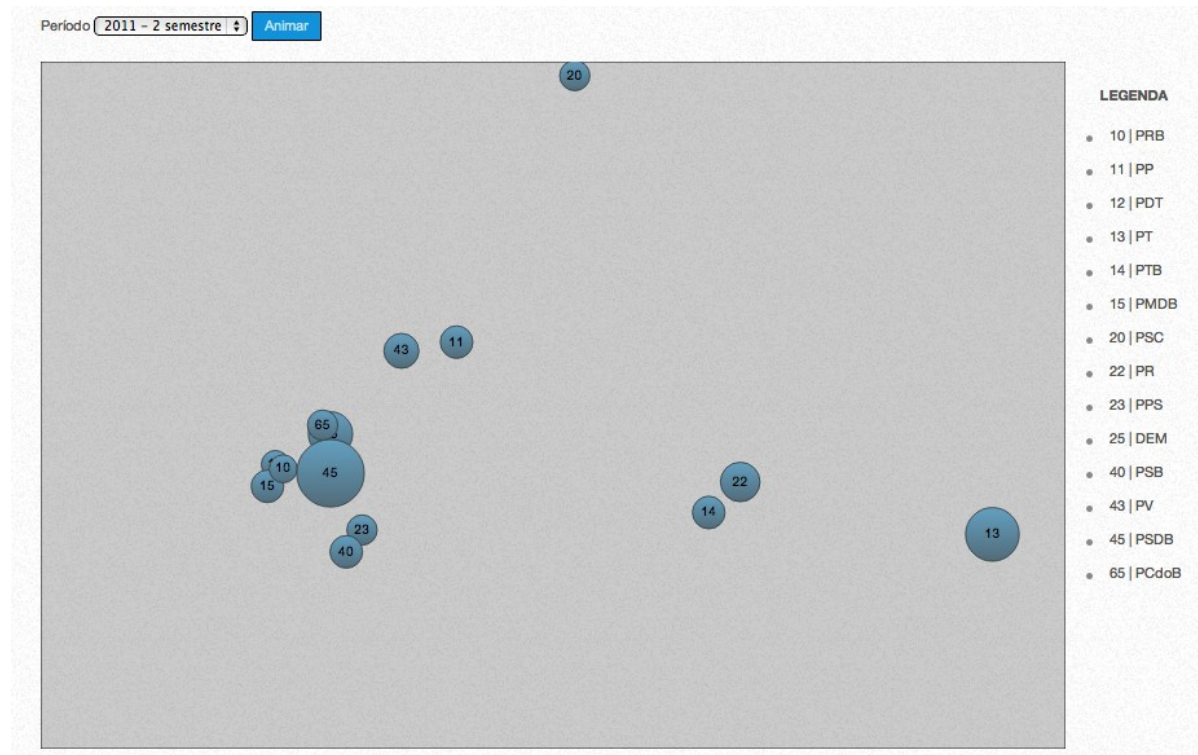 Período 2011 - 2 semestre Animar
20
LEGENDA
10 | PRB
11 | PP
12 | PDT
13 | PT
14 | PTB
15 | PMDB
20 | PSC
22 | PR
23 | PPS
25 | DEM
40 | PSB
43 | PV
45 | PSDB
65 | PCdoB
43
11
65
10
45
15
22
14
13
23
40